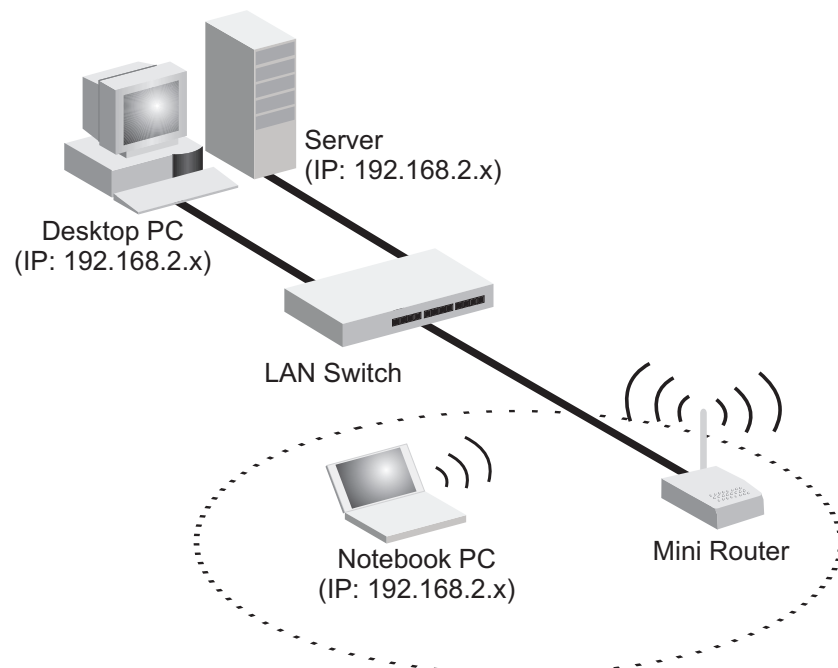 Server
(IP: 192.168.2.x)
Desktop PC
(IP: 192.168.2.x)
LAN Switch
Notebook PC
(IP: 192.168.2.x)
Mini Router